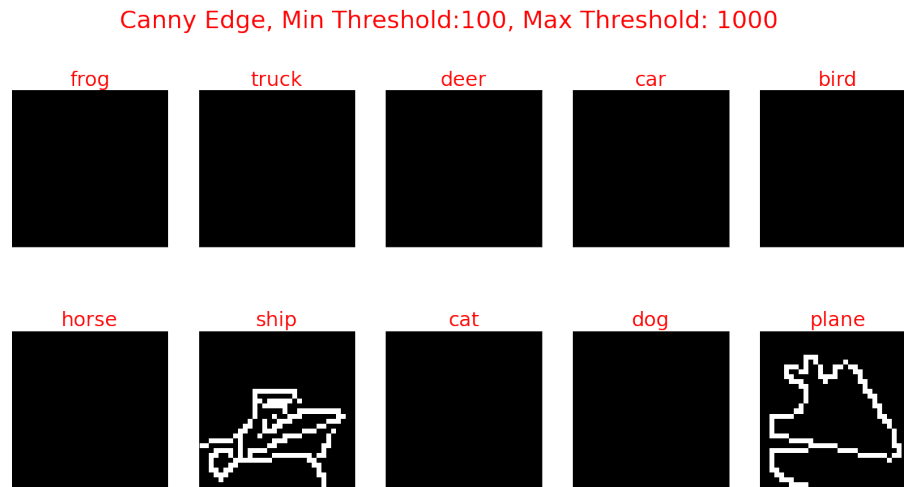 Canny Edge, Min Threshold:100, Max Threshold: 1000
frog truck deer car bird
horse ship cat dog plane